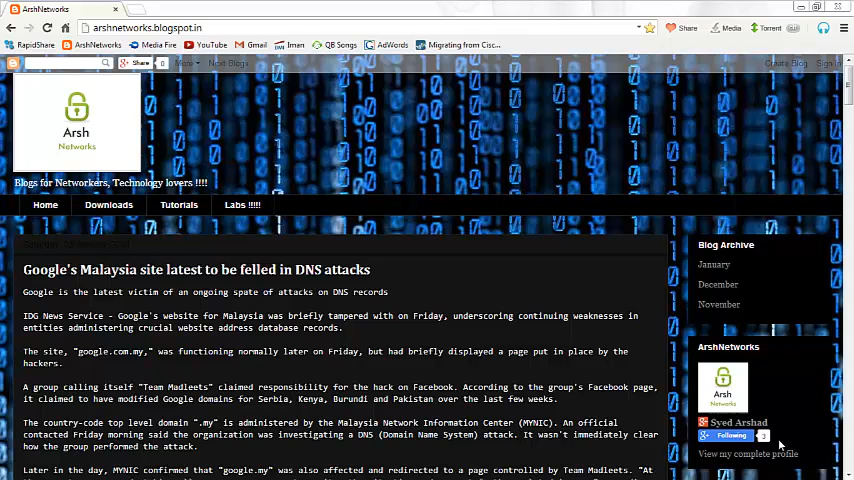 ArshNetworks
arshnetworks.blogspot.in
Share
Media
Torrent
RapidShare
ArshNetworks
Media Fire
YouTube
Gmail
Iman
QB Songs
AdWords
Migrating from Cisc...
Share
0
More
Next Blog»
Create Blog
Sign In
Arsh
Networks
Blogs for Networkers, Technology lovers !!!!
Home
Downloads
Tutorials
Labs !!!!!
Google's Malaysia site latest to be felled in DNS attacks
Google is the latest victim of an ongoing spate of attacks on DNS records
IDG News Service - Google's website for Malaysia was briefly tampered with on Friday, underscoring continuing weaknesses in
entities administering crucial website address database records.
The site, "google.com.my," was functioning normally later on Friday, but had briefly displayed a page put in place by the
hackers.
A group calling itself "Team Madleets" claimed responsibility for the hack on Facebook. According to the group's Facebook page,
it claimed to have modified Google domains for Serbia, Kenya, Burundi and Pakistan over the last few weeks.
The country-code top level domain ".my" is administered by the Malaysia Network Information Center (MYNIC). An official
contacted Friday morning said the organization was investigating a DNS (Domain Name System) attack. It wasn't immediately clear
how the group performed the attack.
Later in the day, MYNIC confirmed that "google.my" was also affected and redirected to a page controlled by Team Madleets. "At
Blog Archive
January
December
November
ArshNetworks
Arsh
Networks
Syed Arshad
Following
3
View my complete profile